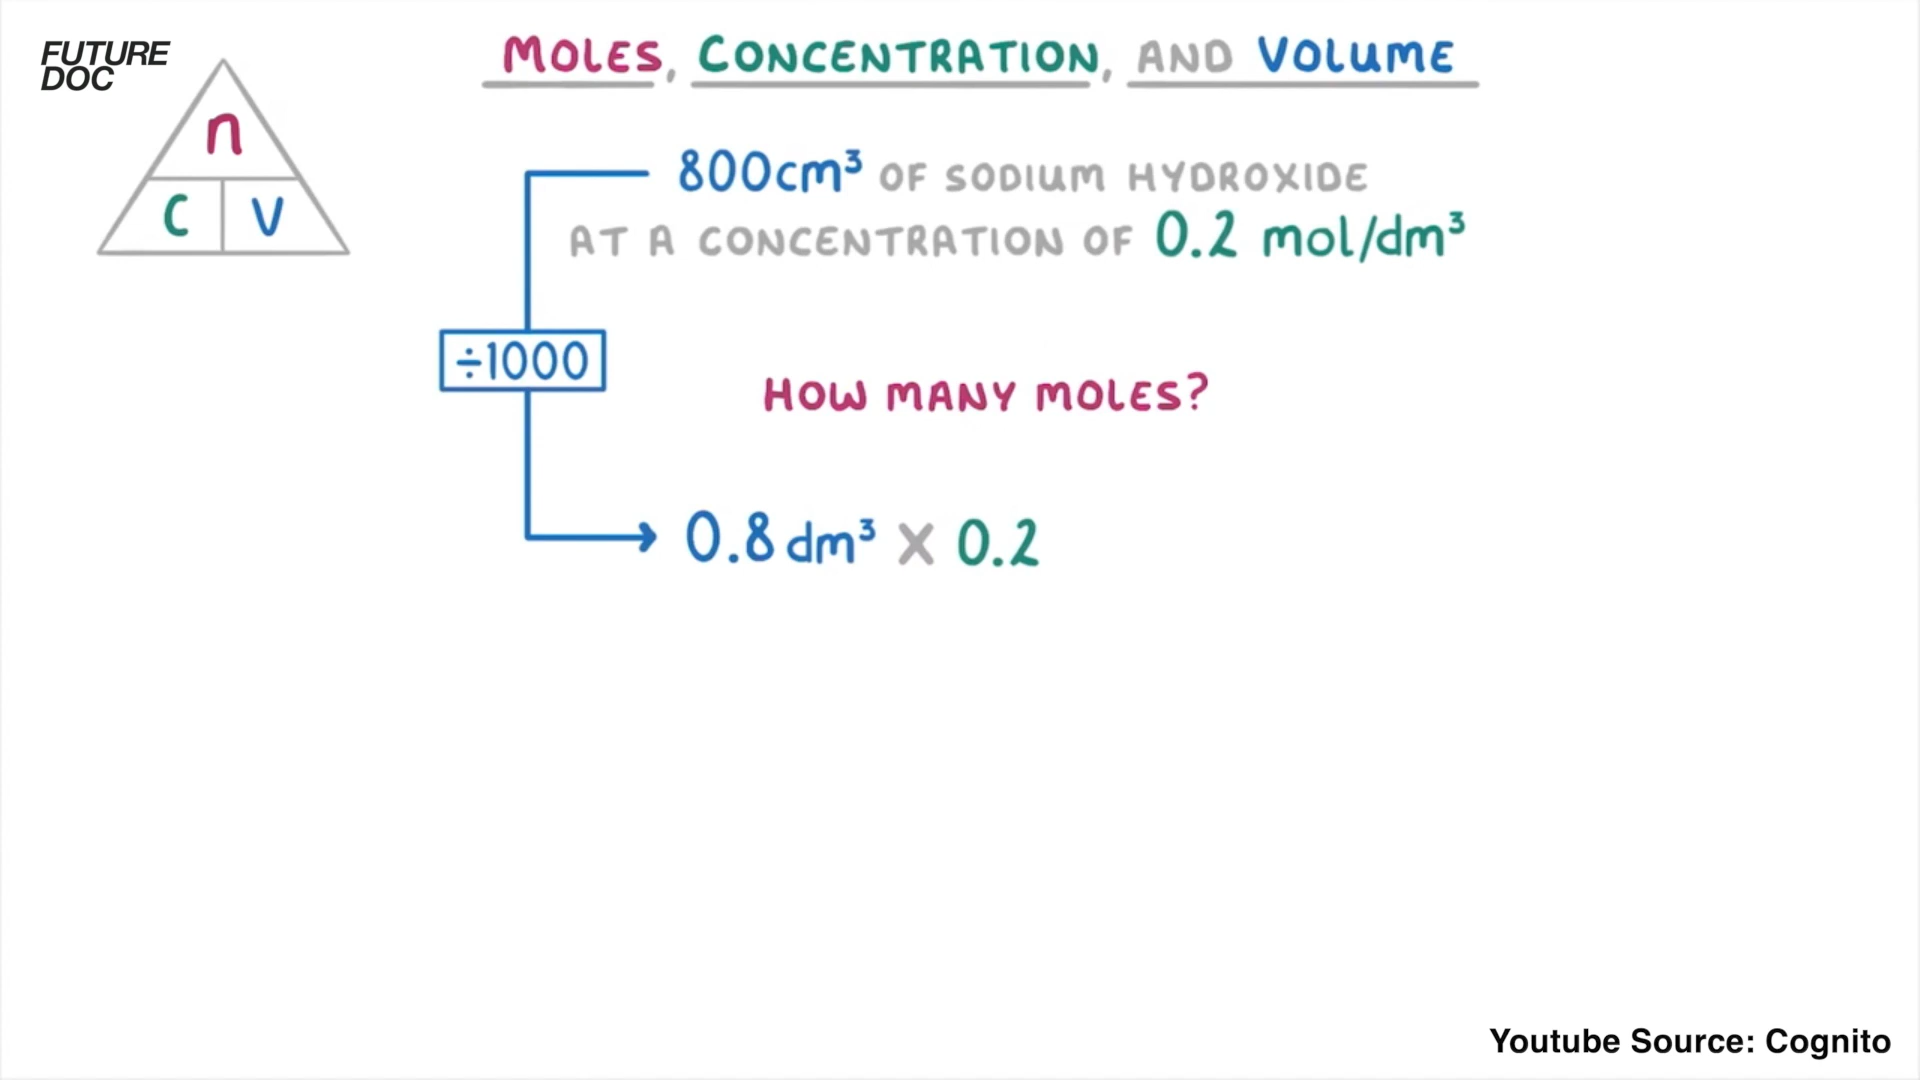 FUTURE
DOC
MOLES, CONCENTRATION, AND VOLUME
n
C V
800cm³ OF SODIUM HYDROXIDE
AT A CONCENTRATION OF 0.2 mol/dm³
÷1000
HOW MANY MOLES?
0.8 dm³ X 0.2
Youtube Source: Cognito